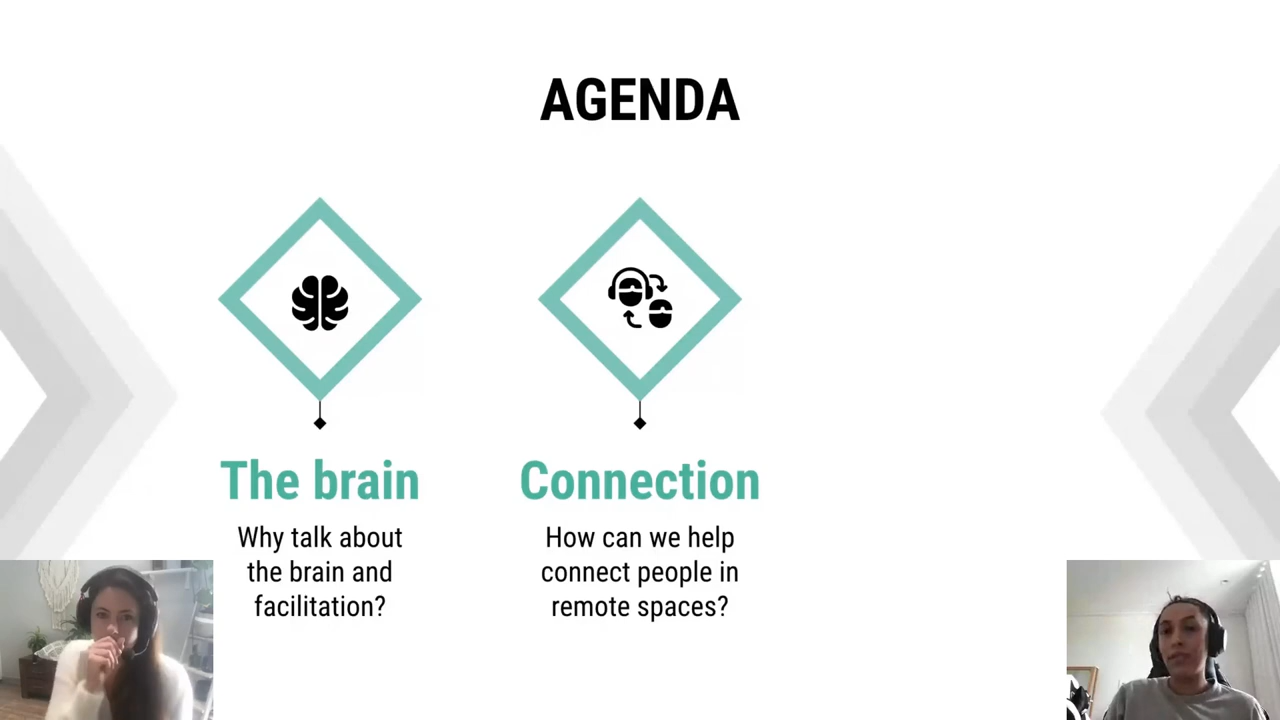 AGENDA
The brain
Why talk about
the brain and
facilitation?
Connection
How can we help
connect people in
remote spaces?